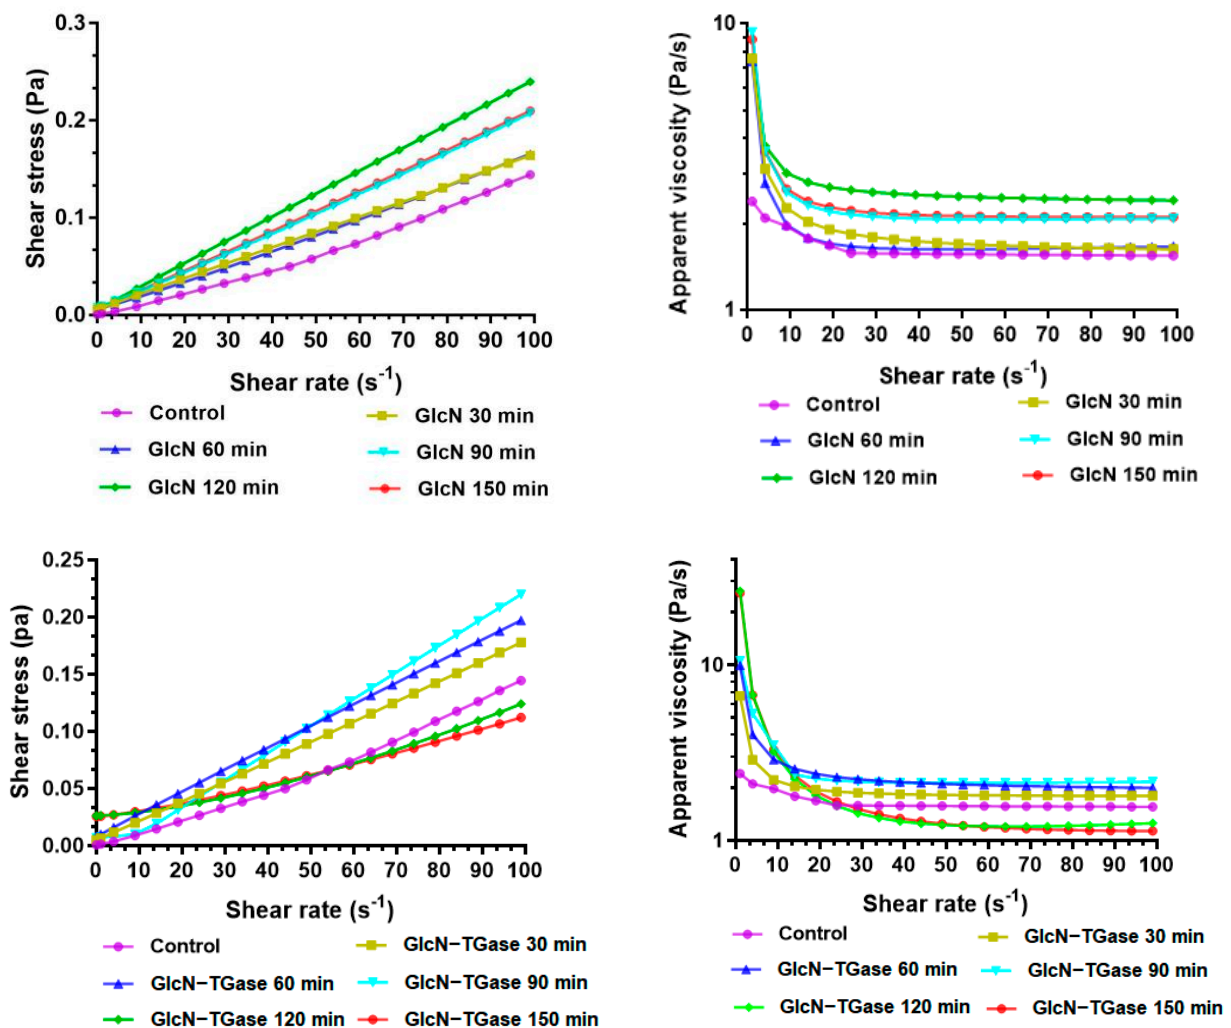 0.3
0.2
0.1
0.0
Shear stress (Pa)
0 10 20 30 40 50 60 70 80 90 100
Shear rate (s⁻¹)
Control
GlcN 30 min
GlcN 60 min
GlcN 90 min
GlcN 120 min
GlcN 150 min
10
1
Apparent viscosity (Pa/s)
0 10 20 30 40 50 60 70 80 90 100
Shear rate (s⁻¹)
Control
GlcN 30 min
GlcN 60 min
GlcN 90 min
GlcN 120 min
GlcN 150 min
0.25
0.20
0.15
0.10
0.05
0.00
Shear stress (pa)
0 10 20 30 40 50 60 70 80 90 100
Shear rate (s⁻¹)
Control
GlcN−TGase 30 min
GlcN−TGase 60 min
GlcN−TGase 90 min
GlcN−TGase 120 min
GlcN−TGase 150 min
10
1
Apparent viscosity (Pa/s)
0 10 20 30 40 50 60 70 80 90 100
Shear rate (s⁻¹)
Control
GlcN−TGase 30 min
GlcN−TGase 60 min
GlcN−TGase 90 min
GlcN−TGase 120 min
GlcN−TGase 150 min